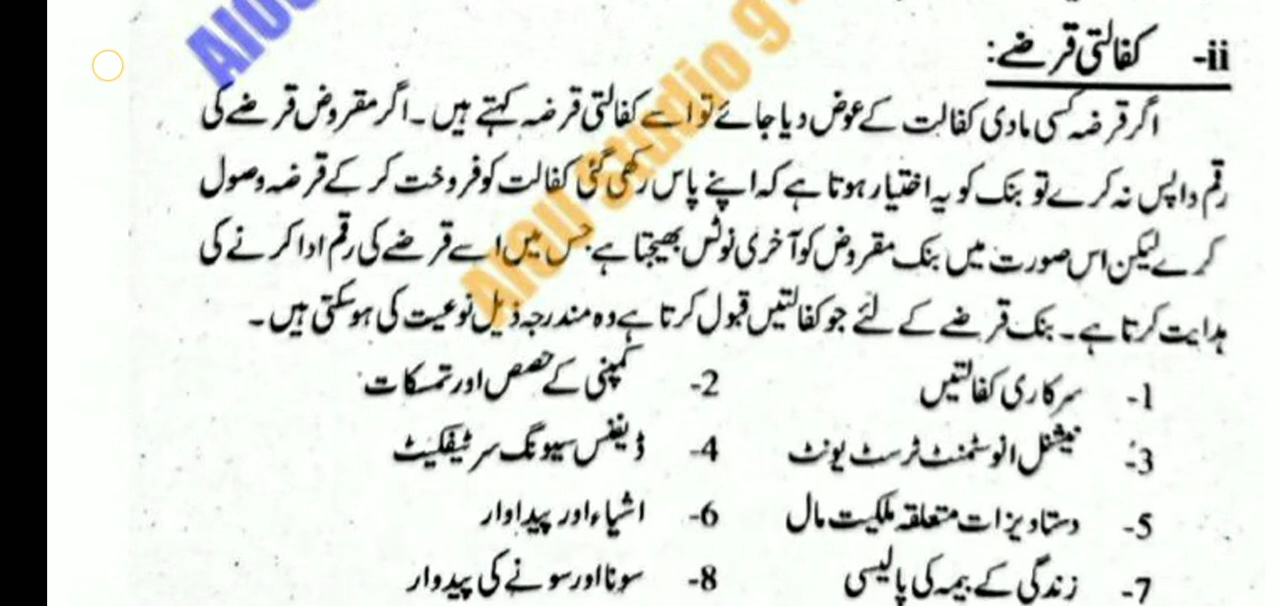 ii- کفالتی قرضے:
اگر قرضہ کسی مادی کفالت کے عوض دیا جائے تو اسے کفالتی قرضہ کہتے ہیں۔ اگر مقروض قرضے کی
رقم واپس نہ کرے تو بنک کو یہ اختیار ہوتا ہے کہ اپنے پاس رکھی گئی کفالت کو فروخت کر کے قرضہ وصول
کرے لیکن اس صورت میں بنک مقروض کو آخری نوٹس بھیجتا ہے جس میں اسے قرضے کی رقم ادا کرنے کی
ہدایت کرتا ہے۔ بنک قرضے کے لئے جو کفالتیں قبول کرتا ہے وہ مندرجہ ذیل نوعیت کی ہوسکتی ہیں۔
1- سرکاری کفالتیں 2- کمپنی کے حصص اور تمسکات
3- نیشنل انوسٹمنٹ ٹرسٹ یونٹ 4- ڈیفنس سیونگ سرٹیفکیٹ
5- دستاویزات متعلقہ ملکیت مال 6- اشیاء اور پیداوار
7- زندگی کے بیمہ کی پالیسی 8- سونا اور سونے کی پیدوار
AIOU Studio 9